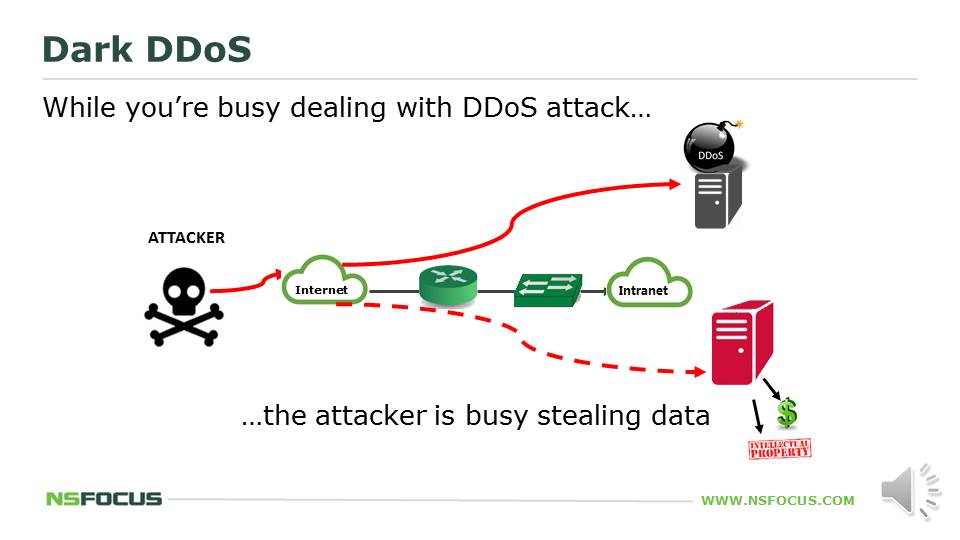 Dark DDoS
While you’re busy dealing with DDoS attack…
DDoS
ATTACKER
Internet
Intranet
…the attacker is busy stealing data
$
INTELLECTUAL
PROPERTY
NSFOCUS
WWW.NSFOCUS.COM